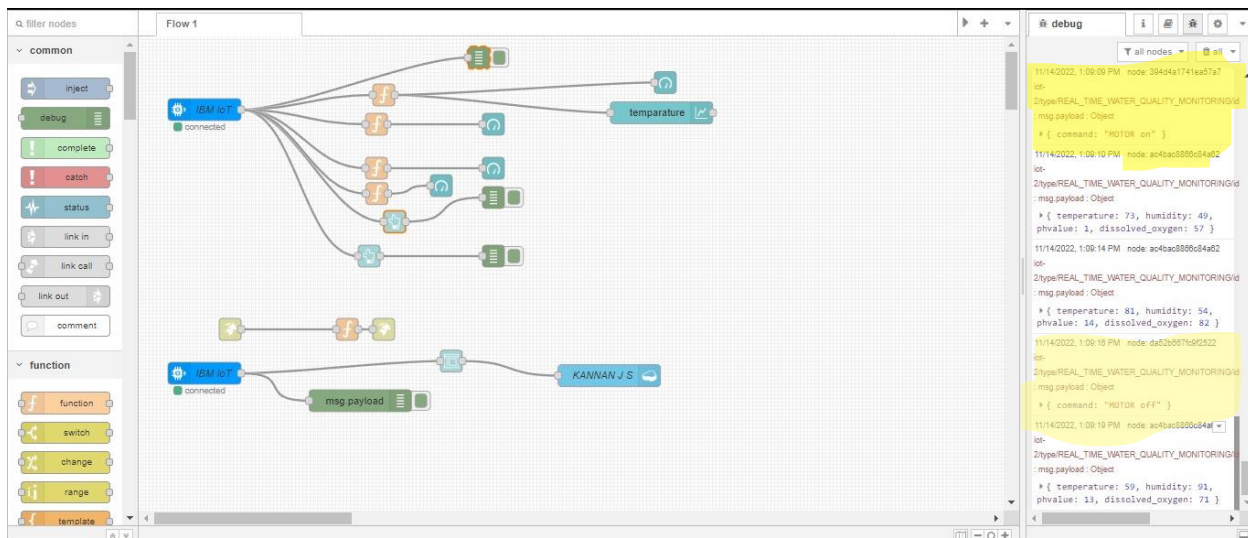 filter nodes
Flow 1
debug
i
common
all nodes
all
inject
debug
complete
catch
status
link in
link call
link out
comment
function
function
switch
change
range
template
IBM IoT
connected
temparature
IBM IoT
connected
msg.payload
KANNAN J S
11/14/2022, 1:09:09 PM node: 394d4a1741ea57a7
iot-
2/type/REAL_TIME_WATER_QUALITY_MONITORING/id
: msg.payload : Object
{ command: "MOTOR on" }
11/14/2022, 1:09:10 PM node: ac4bac8866c84a62
iot-
2/type/REAL_TIME_WATER_QUALITY_MONITORING/id
: msg.payload : Object
{ temperature: 73, humidity: 49,
phvalue: 1, dissolved_oxygen: 57 }
11/14/2022, 1:09:14 PM node: ac4bac8866c84a62
iot-
2/type/REAL_TIME_WATER_QUALITY_MONITORING/id
: msg.payload : Object
{ temperature: 81, humidity: 54,
phvalue: 14, dissolved_oxygen: 82 }
11/14/2022, 1:09:16 PM node: da62b667fc9f2522
iot-
2/type/REAL_TIME_WATER_QUALITY_MONITORING/id
: msg.payload : Object
{ command: "MOTOR off" }
11/14/2022, 1:09:19 PM node: ac4bac8866c84a
iot-
2/type/REAL_TIME_WATER_QUALITY_MONITORING/id
: msg.payload : Object
{ temperature: 59, humidity: 91,
phvalue: 13, dissolved_oxygen: 71 }